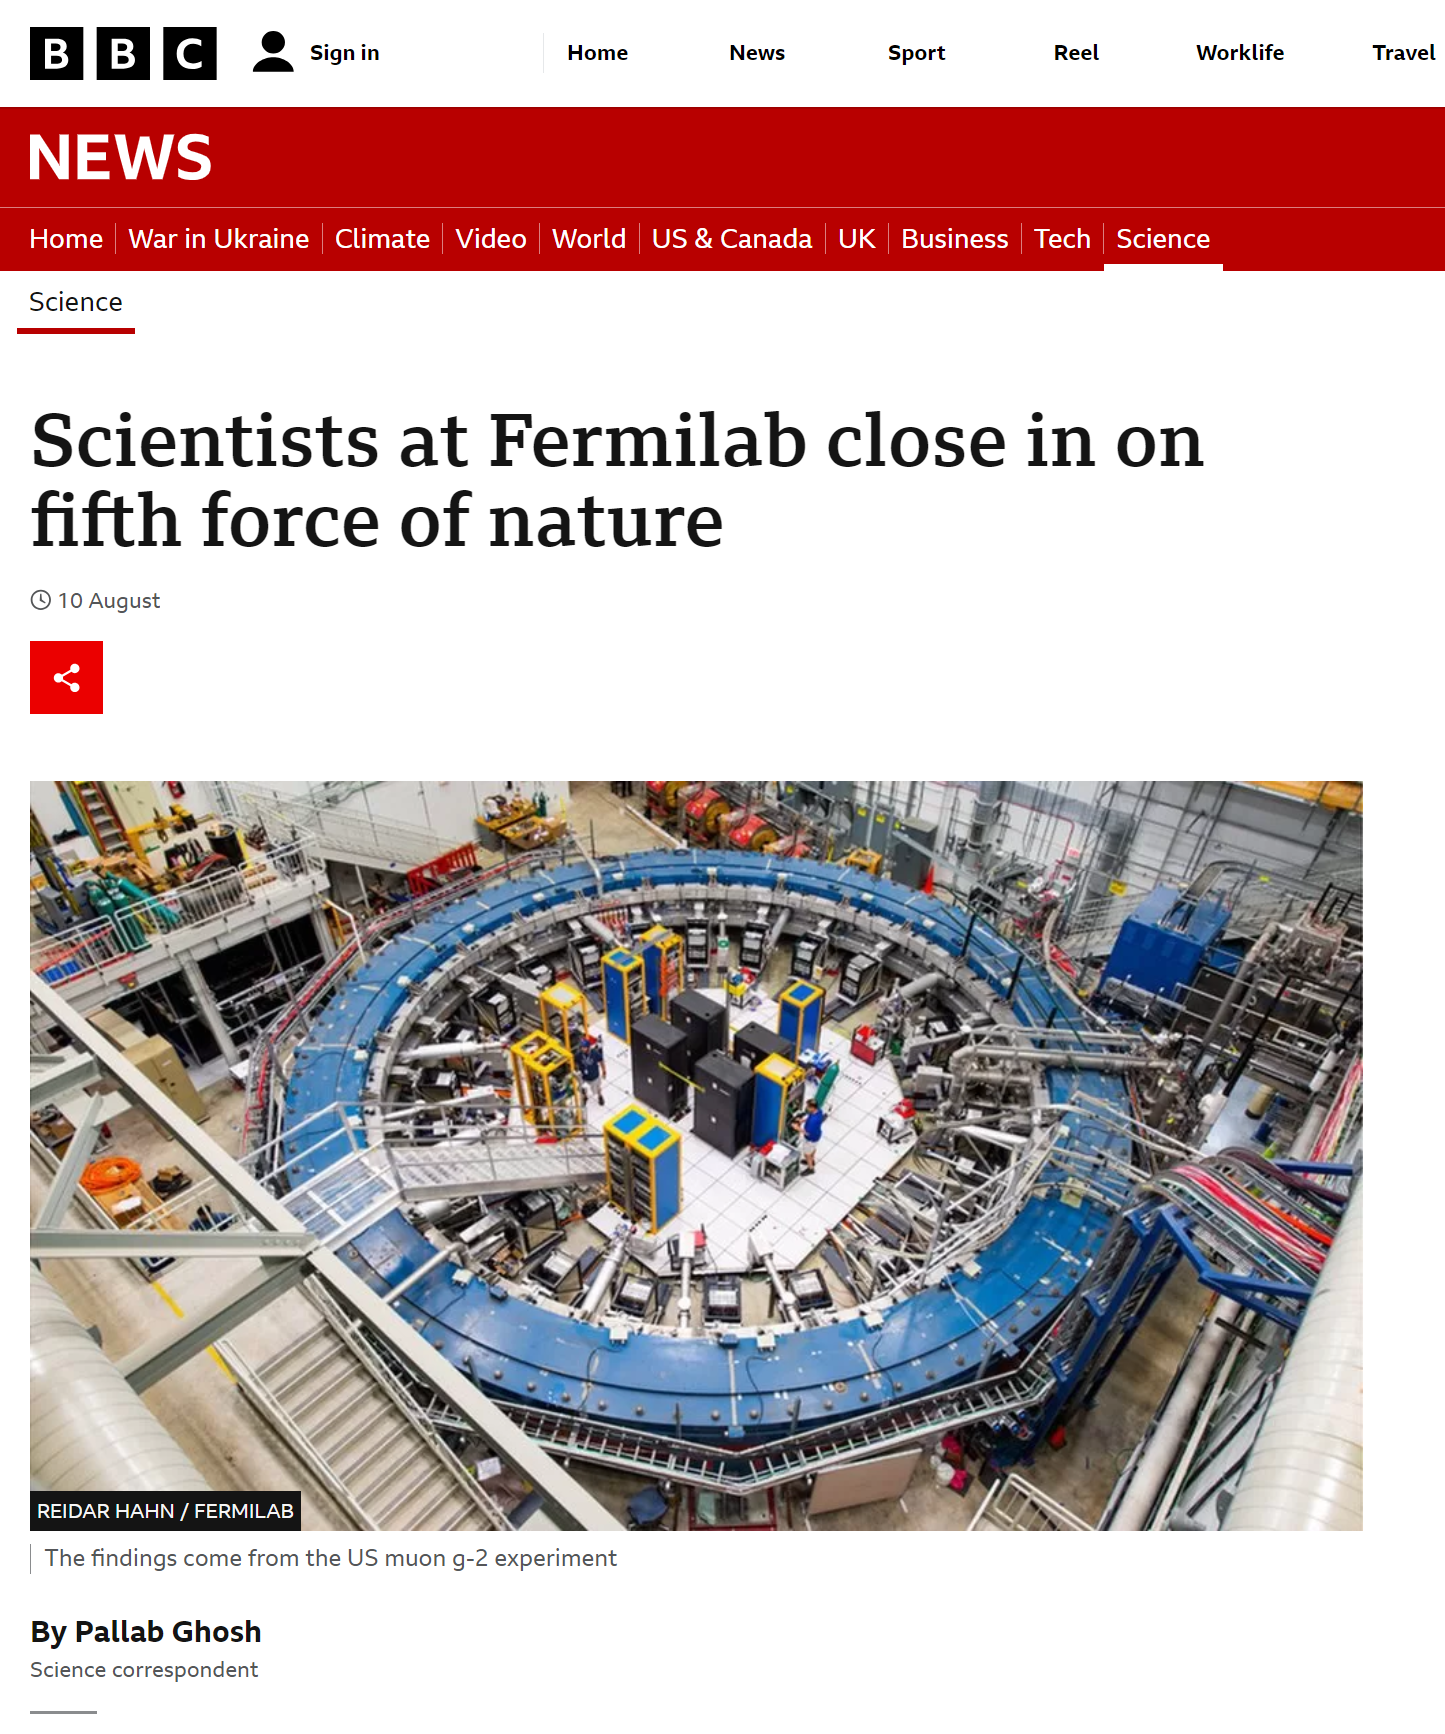 BBC
Sign in
Home
News
Sport
Reel
Worklife
Travel
NEWS
Home
War in Ukraine
Climate
Video
World
US & Canada
UK
Business
Tech
Science
Science
Scientists at Fermilab close in on
fifth force of nature
10 August
REIDAR HAHN / FERMILAB
The findings come from the US muon g-2 experiment
By Pallab Ghosh
Science correspondent